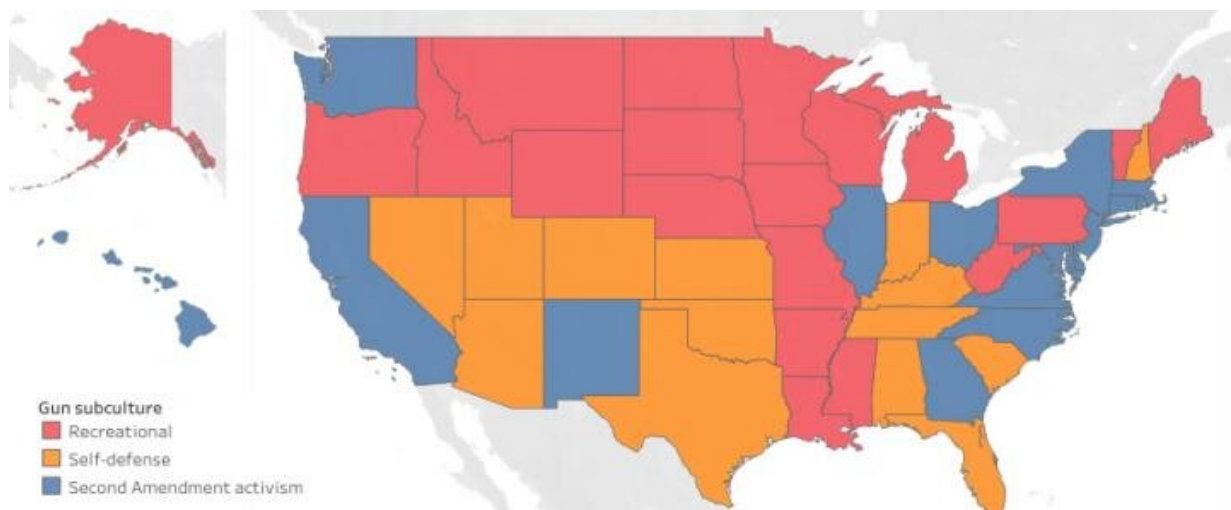 Gun subculture
Recreational
Self-defense
Second Amendment activism